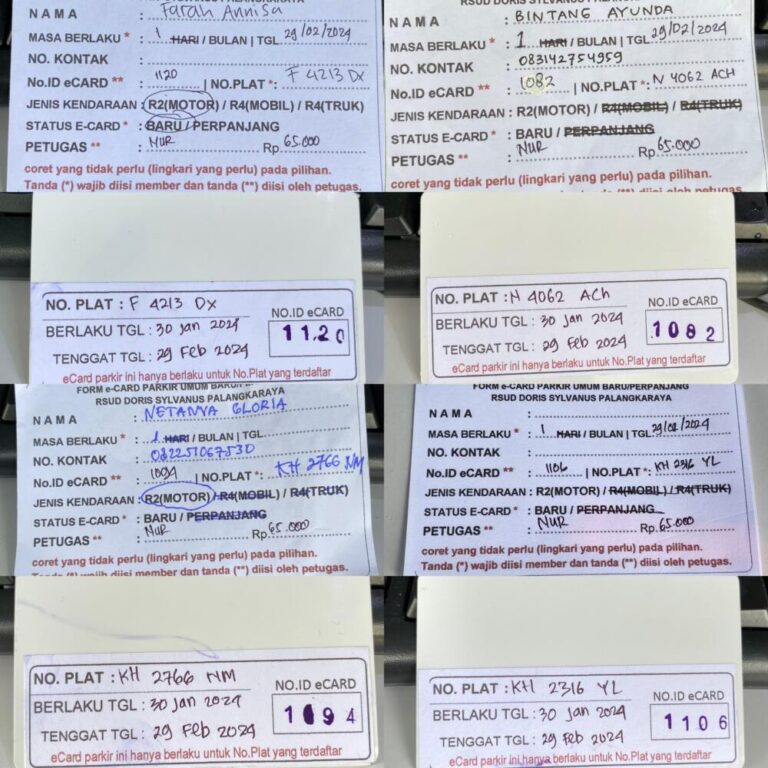 NAMA : Farah Annisa
MASA BERLAKU * : 1 HARI / BULAN | TGL 29/02/2024
NO. KONTAK :
No.ID eCARD ** : 1120 | NO.PLAT * : F 4213 DX
JENIS KENDARAAN : R2(MOTOR) / R4(MOBIL) / R4(TRUK)
STATUS E-CARD * : BARU / PERPANJANG
PETUGAS ** : NUR Rp 65.000
coret yang tidak perlu (lingkari yang perlu) pada pilihan.
Tanda (*) wajib diisi member dan tanda (**) diisi oleh petugas.
NAMA : BINTANG AYUNDA
MASA BERLAKU * : 1 HARI / BULAN | TGL 29/02/2024
NO. KONTAK : 083142754959
No.ID eCARD ** : 1082 | NO.PLAT * : N 4062 ACH
JENIS KENDARAAN : R2(MOTOR) / R4(MOBIL) / R4(TRUK)
STATUS E-CARD * : BARU / PERPANJANG
PETUGAS ** : NUR Rp 65.000
coret yang tidak perlu (lingkari yang perlu) pada pilihan.
NO. PLAT : F 4213 DX
BERLAKU TGL : 30 Jan 2024
TENGGAT TGL : 29 Feb 2024
NO.ID eCARD
1120
eCard parkir ini hanya berlaku untuk No.Plat yang terdaftar
NO. PLAT : N 4062 ACH
BERLAKU TGL : 30 Jan 2024
TENGGAT TGL : 29 Feb 2024
NO.ID eCARD
1082
eCard parkir ini hanya berlaku untuk No.Plat yang terdaftar
RSUD DORIS SYLVANUS PALANGKARAYA
NAMA : NETANYA GLORIA
MASA BERLAKU * : 1 HARI / BULAN | TGL
NO. KONTAK : 082251067530
No.ID eCARD ** : | NO.PLAT * : KH 2766 NM
JENIS KENDARAAN : R2(MOTOR) / R4(MOBIL) / R4(TRUK)
STATUS E-CARD * : BARU / PERPANJANG
PETUGAS ** : NUR Rp 65.000
coret yang tidak perlu (lingkari yang perlu) pada pilihan.
Tanda (*) wajib diisi member dan tanda (**) diisi oleh petugas.
FORM e-CARD PARKIR UMUM BARU/PERPANJANG
RSUD DORIS SYLVANUS PALANGKARAYA
NAMA :
MASA BERLAKU * : 1 HARI / BULAN | TGL 29/02/2024
NO. KONTAK :
No.ID eCARD ** : 1106 | NO.PLAT * : KH 2316 YL
JENIS KENDARAAN : R2(MOTOR) / R4(MOBIL) / R4(TRUK)
STATUS E-CARD * : BARU / PERPANJANG
PETUGAS ** : NUR Rp 65.000
coret yang tidak perlu (lingkari yang perlu) pada pilihan.
Tanda (*) wajib diisi member dan tanda (**) diisi oleh petugas.
NO. PLAT : KH 2766 NM
BERLAKU TGL : 30 Jan 2024
TENGGAT TGL : 29 Feb 2024
NO.ID eCARD
1094
eCard parkir ini hanya berlaku untuk No.Plat yang terdaftar
NO. PLAT : KH 2316 YL
BERLAKU TGL : 30 Jan 2024
TENGGAT TGL : 29 Feb 2024
NO.ID eCARD
1106
eCard parkir ini hanya berlaku untuk No.Plat yang terdaftar